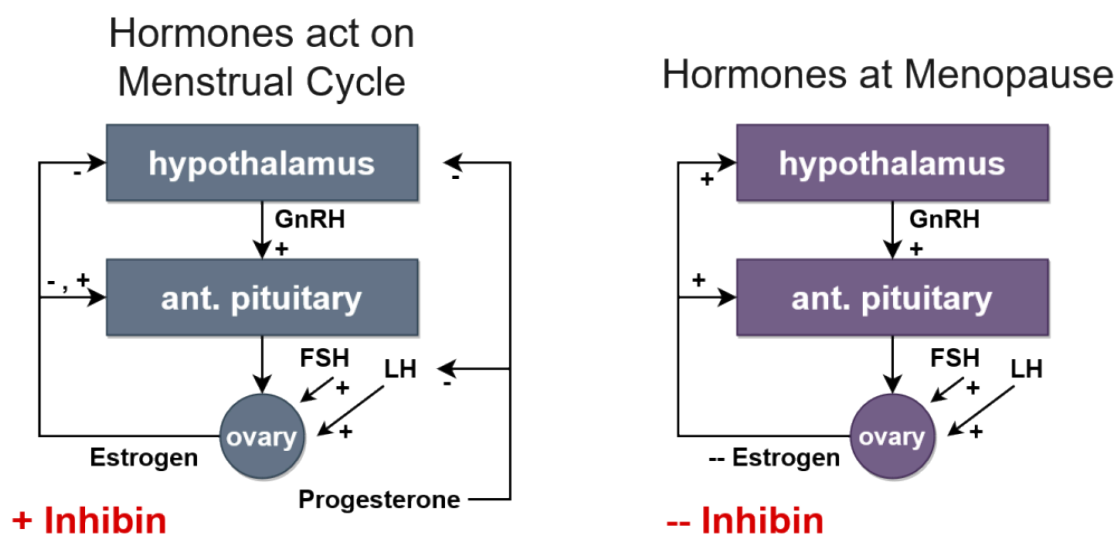 Hormones act on
Menstrual Cycle
hypothalamus
-
-
GnRH
+
- , +
ant. pituitary
FSH
LH
+
-
+
ovary
Estrogen
Progesterone
+ Inhibin
Hormones at Menopause
hypothalamus
+
GnRH
+
+
ant. pituitary
FSH
LH
+
+
ovary
-- Estrogen
-- Inhibin